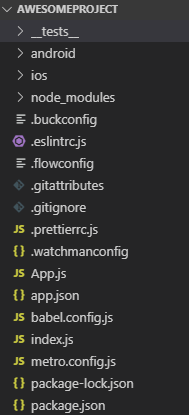 AWESOMEPROJECT
__tests__
android
ios
node_modules
.buckconfig
.eslintrc.js
.flowconfig
.gitattributes
.gitignore
.prettierrc.js
.watchmanconfig
App.js
app.json
babel.config.js
index.js
metro.config.js
package-lock.json
package.json